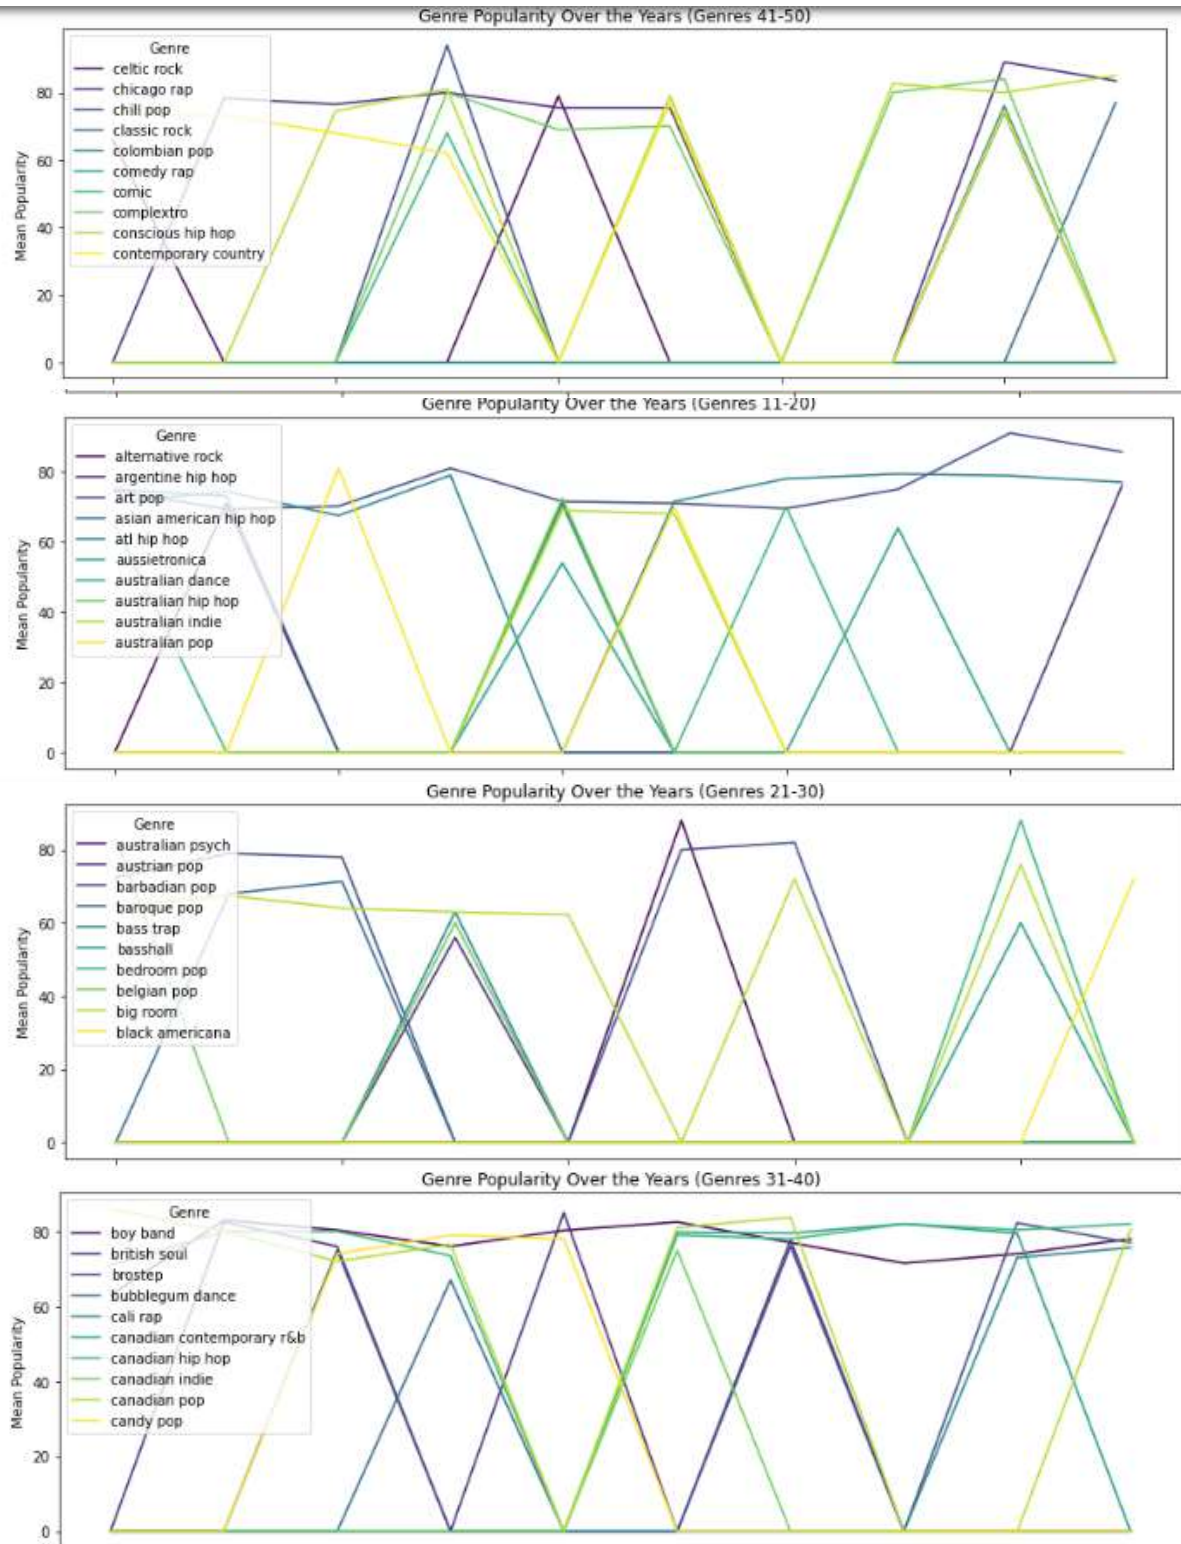 Genre Popularity Over the Years (Genres 41-50)
Genre
celtic rock
chicago rap
chill pop
classic rock
colombian pop
comedy rap
comic
complextro
conscious hip hop
contemporary country
Mean Popularity
80
60
40
20
0
Genre Popularity Over the Years (Genres 11-20)
Genre
alternative rock
argentine hip hop
art pop
asian american hip hop
atl hip hop
aussietronica
australian dance
australian hip hop
australian indie
australian pop
Mean Popularity
80
60
40
20
0
Genre Popularity Over the Years (Genres 21-30)
Genre
australian psych
austrian pop
barbadian pop
baroque pop
bass trap
basshall
bedroom pop
belgian pop
big room
black americana
Mean Popularity
80
60
40
20
0
Genre Popularity Over the Years (Genres 31-40)
Genre
boy band
british soul
brostep
bubblegum dance
cali rap
canadian contemporary r&b
canadian hip hop
canadian indie
canadian pop
candy pop
Mean Popularity
80
60
40
20
0